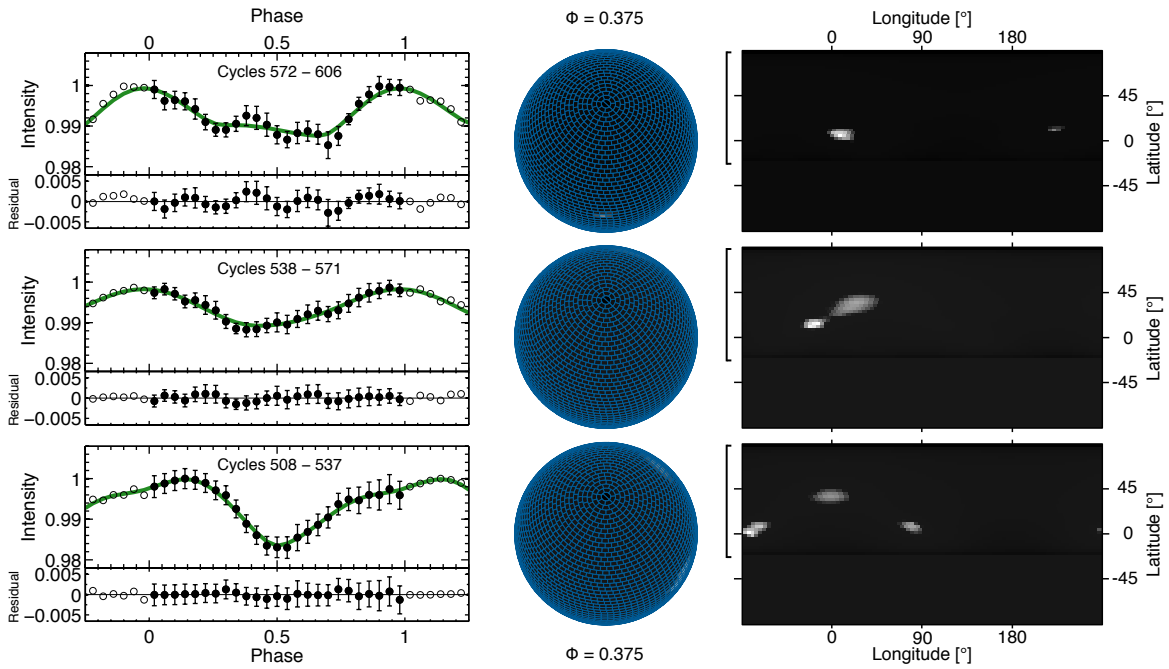 Phase
Φ = 0.375
Longitude [°]
0 0.5 1
0 90 180
Cycles 572 – 606
Intensity
1
0.99
0.98
Residual
0.005
0
−0.005
45
0
-45
Latitude [°]
Cycles 538 – 571
Intensity
1
0.99
0.98
Residual
0.005
0
−0.005
45
0
-45
Latitude [°]
Cycles 508 – 537
Intensity
1
0.99
0.98
Residual
0.005
0
−0.005
45
0
-45
Latitude [°]
0 0.5 1
0 90 180
Phase
Φ = 0.375
Longitude [°]